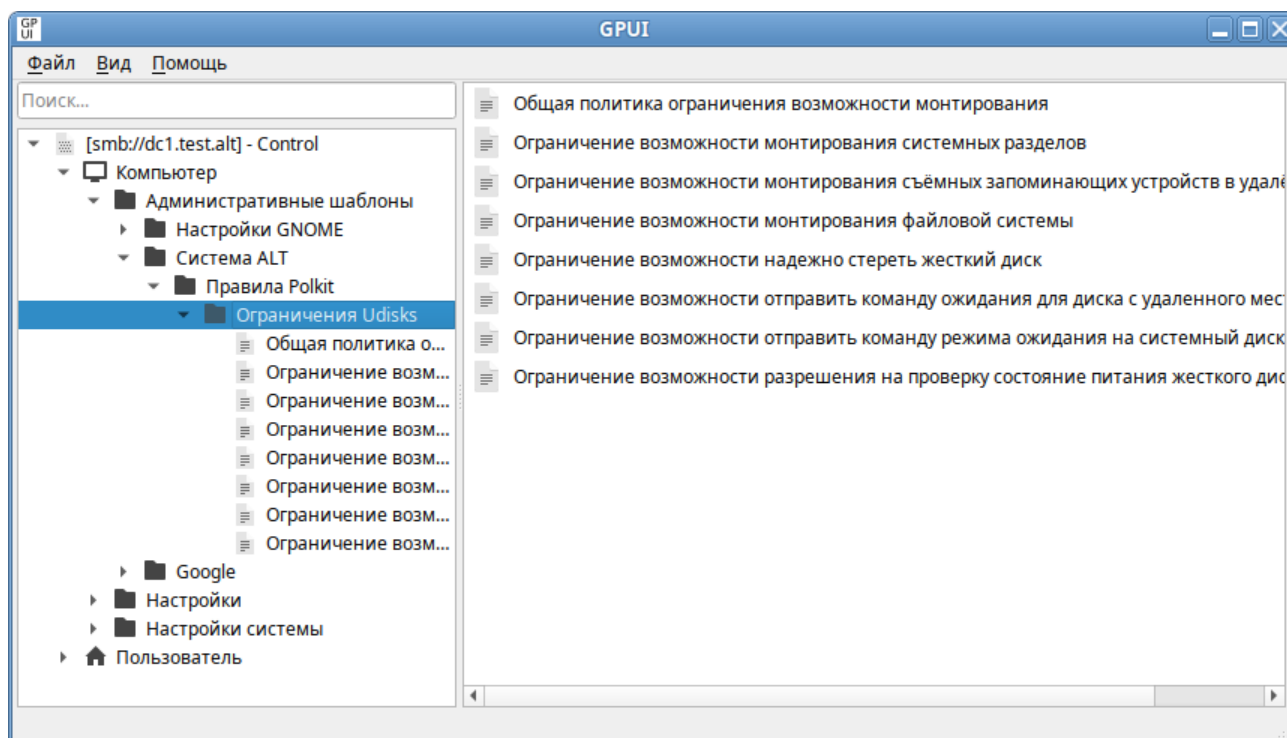 GP
UI
GPUI
Файл Вид Помощь
Поиск...
[smb://dc1.test.alt] - Control
Компьютер
Административные шаблоны
Настройки GNOME
Система ALT
Правила Polkit
Ограничения Udisks
Общая политика о...
Ограничение возм...
Ограничение возм...
Ограничение возм...
Ограничение возм...
Ограничение возм...
Ограничение возм...
Ограничение возм...
Google
Настройки
Настройки системы
Пользователь
Общая политика ограничения возможности монтирования
Ограничение возможности монтирования системных разделов
Ограничение возможности монтирования съёмных запоминающих устройств в удалё
Ограничение возможности монтирования файловой системы
Ограничение возможности надежно стереть жесткий диск
Ограничение возможности отправить команду ожидания для диска с удаленного мес
Ограничение возможности отправить команду режима ожидания на системный диск
Ограничение возможности разрешения на проверку состояние питания жесткого дис